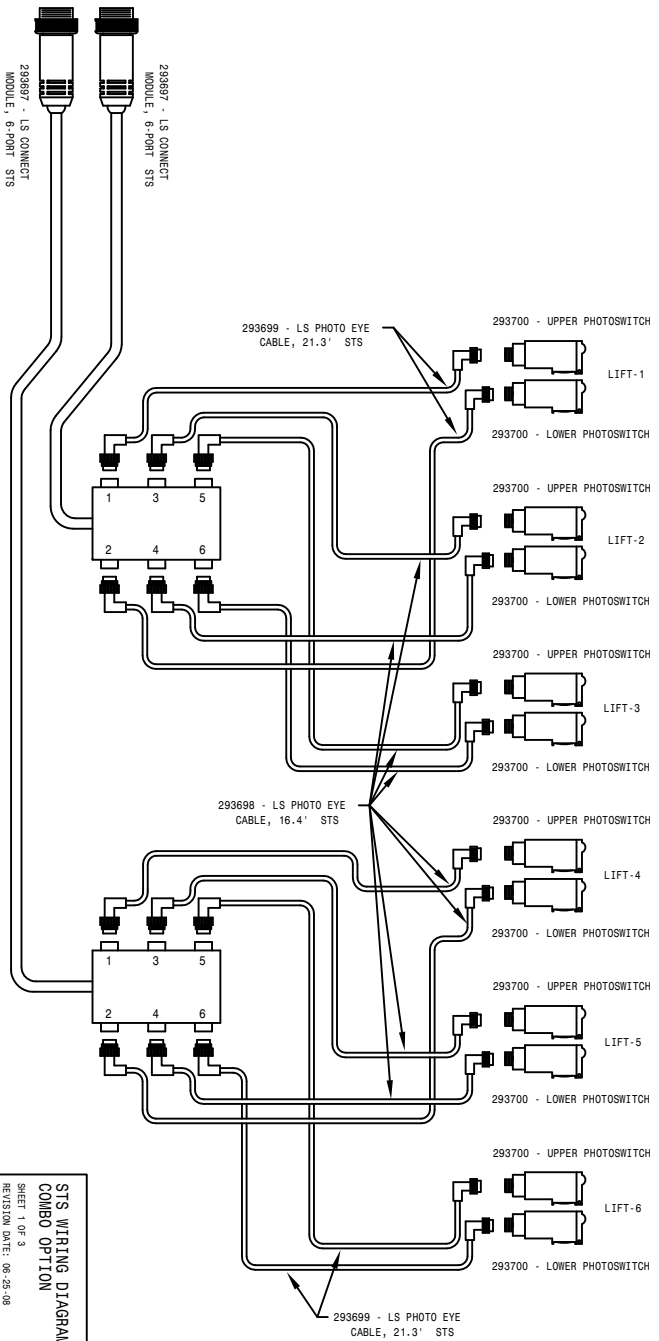 293697 - LS CONNECT
MODULE, 6-PORT STS
293697 - LS CONNECT
MODULE, 6-PORT STS
293699 - LS PHOTO EYE
CABLE, 21.3' STS
293700 - UPPER PHOTOSWITCH
LIFT-1
293700 - LOWER PHOTOSWITCH
1 3 5
2 4 6
293700 - UPPER PHOTOSWITCH
LIFT-2
293700 - LOWER PHOTOSWITCH
293700 - UPPER PHOTOSWITCH
LIFT-3
293700 - LOWER PHOTOSWITCH
293698 - LS PHOTO EYE
CABLE, 16.4' STS
293700 - UPPER PHOTOSWITCH
LIFT-4
293700 - LOWER PHOTOSWITCH
1 3 5
2 4 6
293700 - UPPER PHOTOSWITCH
LIFT-5
293700 - LOWER PHOTOSWITCH
293700 - UPPER PHOTOSWITCH
LIFT-6
293700 - LOWER PHOTOSWITCH
293699 - LS PHOTO EYE
CABLE, 21.3' STS
STS WIRING DIAGRAM
COMBO OPTION
SHEET 1 OF 3
REVISION DATE: 06-25-08